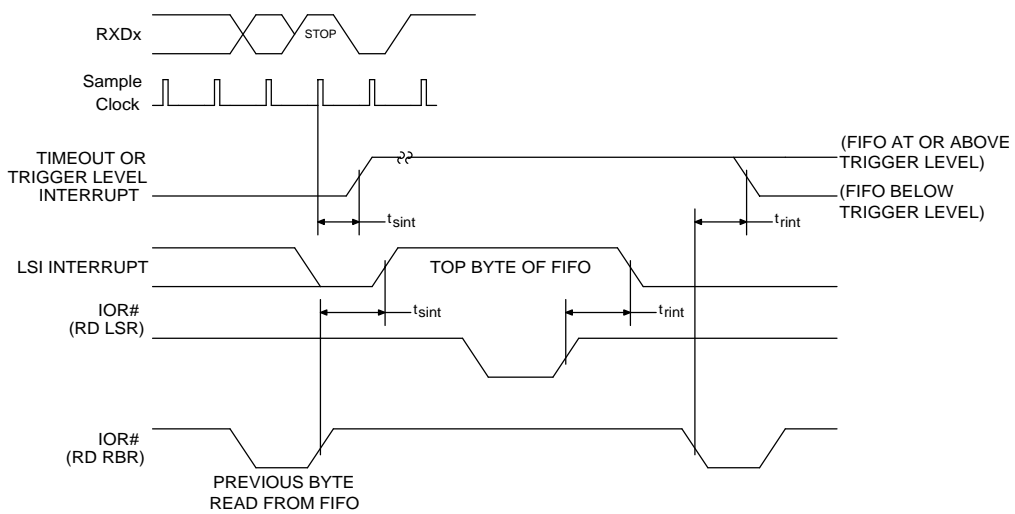 RXDx
STOP
Sample
Clock
TIMEOUT OR
TRIGGER LEVEL
INTERRUPT
(FIFO AT OR ABOVE
TRIGGER LEVEL)
(FIFO BELOW
TRIGGER LEVEL)
tsint
trint
LSI INTERRUPT
TOP BYTE OF FIFO
IOR#
(RD LSR)
tsint
trint
IOR#
(RD RBR)
PREVIOUS BYTE
READ FROM FIFO